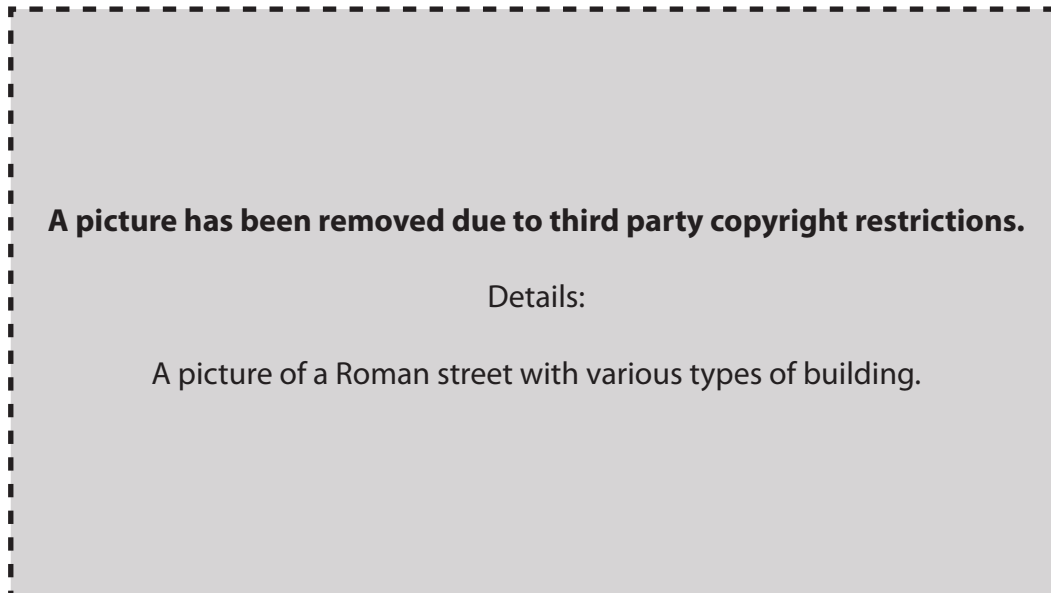 A picture has been removed due to third party copyright restrictions.
Details:
A picture of a Roman street with various types of building.